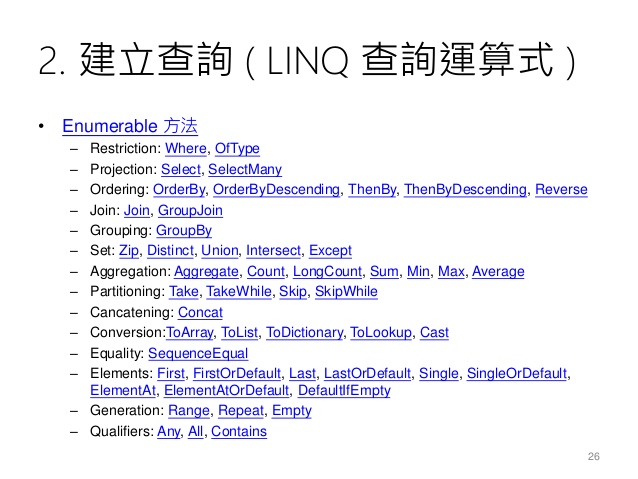 2. 建立查詢 ( LINQ 查詢運算式 )
• Enumerable 方法
– Restriction: Where, OfType
– Projection: Select, SelectMany
– Ordering: OrderBy, OrderByDescending, ThenBy, ThenByDescending, Reverse
– Join: Join, GroupJoin
– Grouping: GroupBy
– Set: Zip, Distinct, Union, Intersect, Except
– Aggregation: Aggregate, Count, LongCount, Sum, Min, Max, Average
– Partitioning: Take, TakeWhile, Skip, SkipWhile
– Cancatening: Concat
– Conversion:ToArray, ToList, ToDictionary, ToLookup, Cast
– Equality: SequenceEqual
– Elements: First, FirstOrDefault, Last, LastOrDefault, Single, SingleOrDefault,
ElementAt, ElementAtOrDefault, DefaultIfEmpty
– Generation: Range, Repeat, Empty
– Qualifiers: Any, All, Contains
26